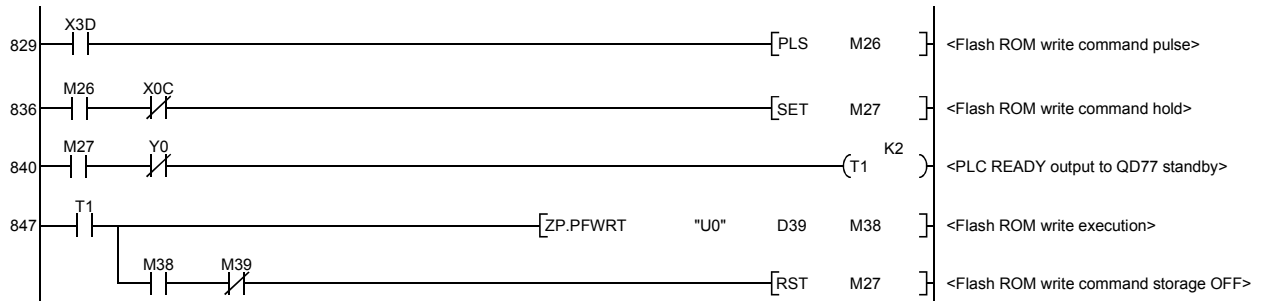 X3D
829 PLS M26 <Flash ROM write command pulse>
M26 X0C
836 SET M27 <Flash ROM write command hold>
M27 Y0 K2
840 T1 <PLC READY output to QD77 standby>
T1
847 ZP.PFWRT "U0" D39 M38 <Flash ROM write execution>
M38 M39
RST M27 <Flash ROM write command storage OFF>